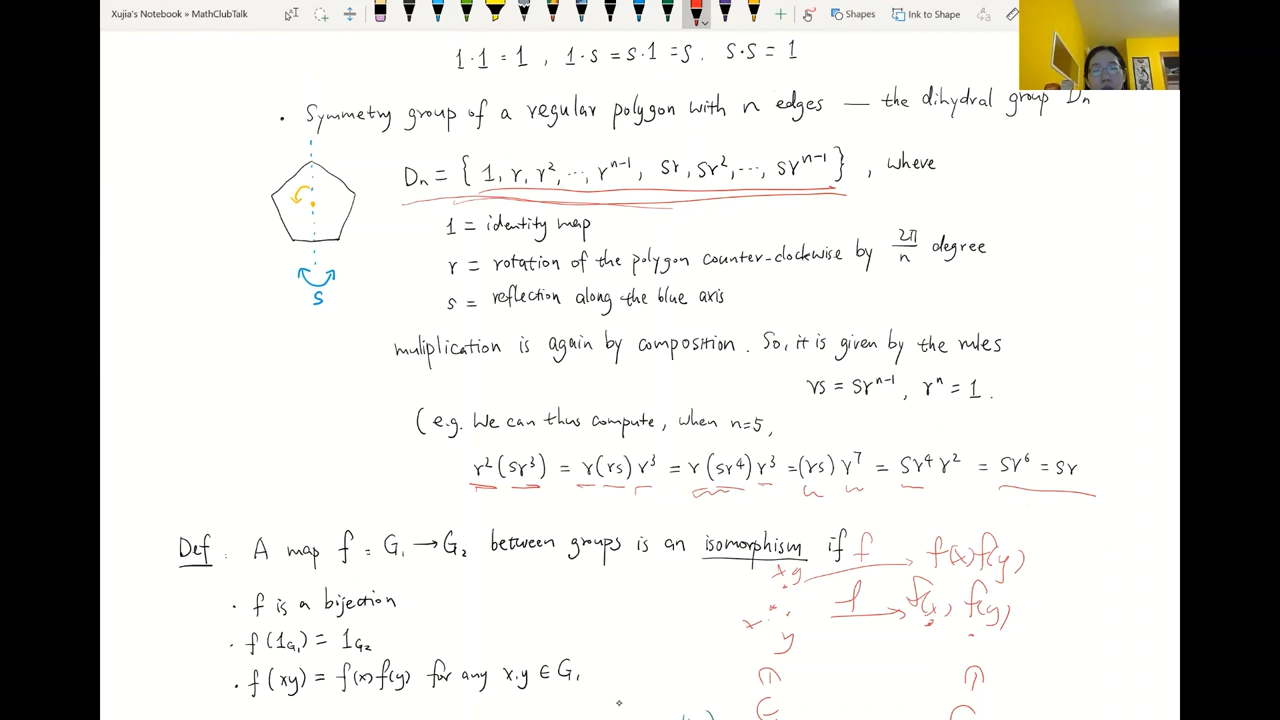 Xujia's Notebook » MathClubTalk
Shapes
Ink to Shape
1·1 = 1 , 1·s = s·1 = s. s·s = 1
• Symmetry group of a regular polygon with n edges — the dihydral group Dn
Dn = { 1, r, r², ⋯, rⁿ⁻¹, sr, sr², ⋯, srⁿ⁻¹ } , where
1 = identity map
r = rotation of the polygon counter-clockwise by 2π/n degree
s = reflection along the blue axis
s
muliplication is again by composition. So, it is given by the rules
rs = srⁿ⁻¹, rⁿ = 1.
(e.g. We can thus compute, when n=5,
r²(sr³) = r(rs)r³ = r(sr⁴)r³ = (rs)r⁷ = sr⁴r² = sr⁶ = sr
Def. A map f: G₁ → G₂ between groups is an isomorphism if
f
xy f(x)f(y)
• f is a bijection
x f f(x), f(y)
y
• f(1G₁) = 1G₂
• f(xy) = f(x)f(y) for any x,y ∈ G₁